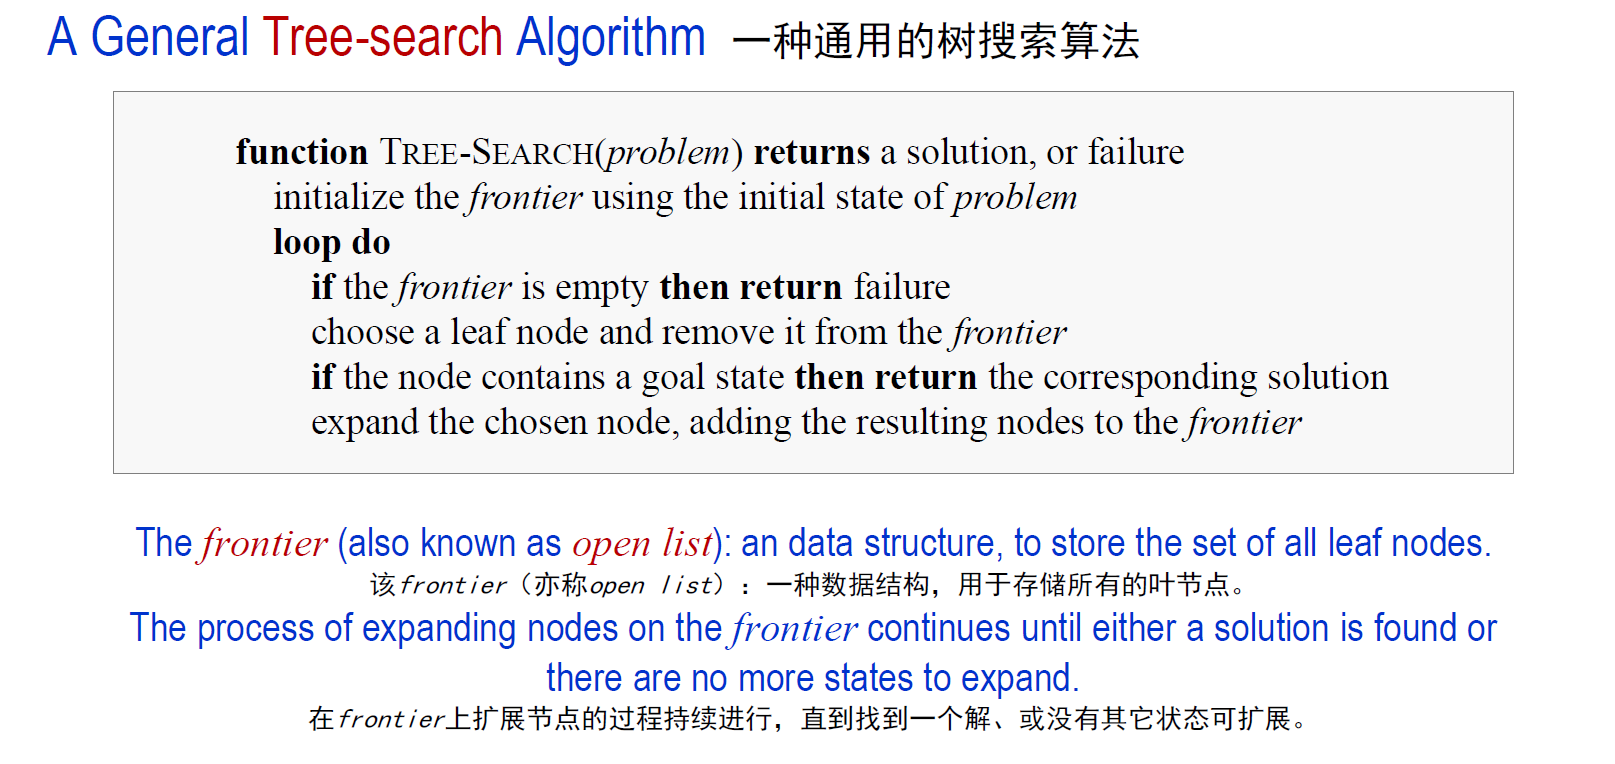 A General Tree-search Algorithm 一种通用的树搜索算法
function TREE-SEARCH(problem) returns a solution, or failure
initialize the frontier using the initial state of problem
loop do
if the frontier is empty then return failure
choose a leaf node and remove it from the frontier
if the node contains a goal state then return the corresponding solution
expand the chosen node, adding the resulting nodes to the frontier
The frontier (also known as open list): an data structure, to store the set of all leaf nodes.
该frontier（亦称open list）：一种数据结构，用于存储所有的叶节点。
The process of expanding nodes on the frontier continues until either a solution is found or
there are no more states to expand.
在frontier上扩展节点的过程持续进行，直到找到一个解、或没有其它状态可扩展。